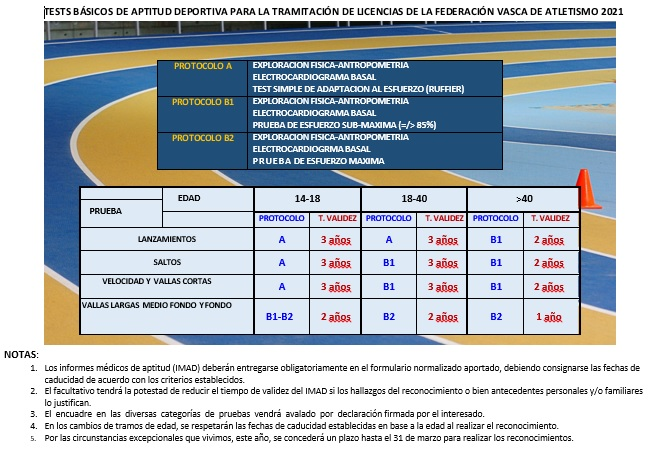 TESTS BÁSICOS DE APTITUD DEPORTIVA PARA LA TRAMITACIÓN DE LICENCIAS DE LA FEDERACIÓN VASCA DE ATLETISMO 2021
PROTOCOLO A
EXPLORACION FISICA-ANTROPOMETRIA
ELECTROCARDIOGRAMA BASAL
TEST SIMPLE DE ADAPTACION AL ESFUERZO (RUFFIER)
PROTOCOLO B1
EXPLORACION FISICA-ANTROPOMETRIA
ELECTROCARDIOGRAMA BASAL
PRUEBA DE ESFUERZO SUB-MAXIMA (=/> 85%)
PROTOCOLO B2
EXPLORACION FISICA-ANTROPOMETRIA
ELECTROCARDIOGRMA BASAL
PRUEBA DE ESFUERZO MAXIMA
EDAD 14-18 18-40 >40
PRUEBA PROTOCOLO T. VALIDEZ PROTOCOLO T. VALIDEZ PROTOCOLO T. VALIDEZ
LANZAMIENTOS A 3 años A 3 años B1 2 años
SALTOS A 3 años B1 3 años B1 2 años
VELOCIDAD Y VALLAS CORTAS A 3 años B1 3 años B1 2 años
VALLAS LARGAS MEDIO FONDO Y FONDO B1-B2 2 años B2 2 años B2 1 año
NOTAS:
1. Los informes médicos de aptitud (IMAD) deberán entregarse obligatoriamente en el formulario normalizado aportado, debiendo consignarse las fechas de
caducidad de acuerdo con los criterios establecidos.
2. El facultativo tendrá la potestad de reducir el tiempo de validez del IMAD si los hallazgos del reconocimiento o bien antecedentes personales y/o familiares
lo justifican.
3. El encuadre en las diversas categorías de pruebas vendrá avalado por declaración firmada por el interesado.
4. En los cambios de tramos de edad, se respetarán las fechas de caducidad establecidas en base a la edad al realizar el reconocimiento.
5. Por las circunstancias excepcionales que vivimos, este año, se concederá un plazo hasta el 31 de marzo para realizar los reconocimientos.